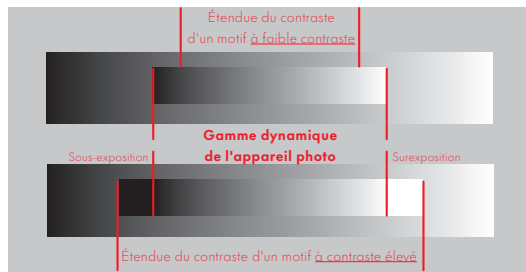 Étendue du contraste
d'un motif à faible contraste
Gamme dynamique
de l'appareil photo
Sous-exposition
Surexposition
Étendue du contraste d'un motif à contraste élevé